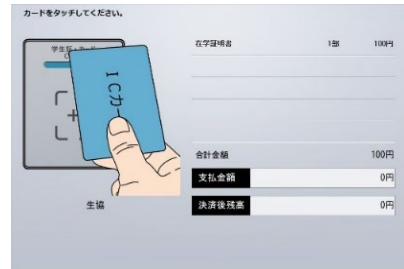 カードをタッチしてください。
学生証・カード
ICカー
生協
在学証明書 1部 100円
合計金額 100円
支払金額 0円
決済後残高 0円